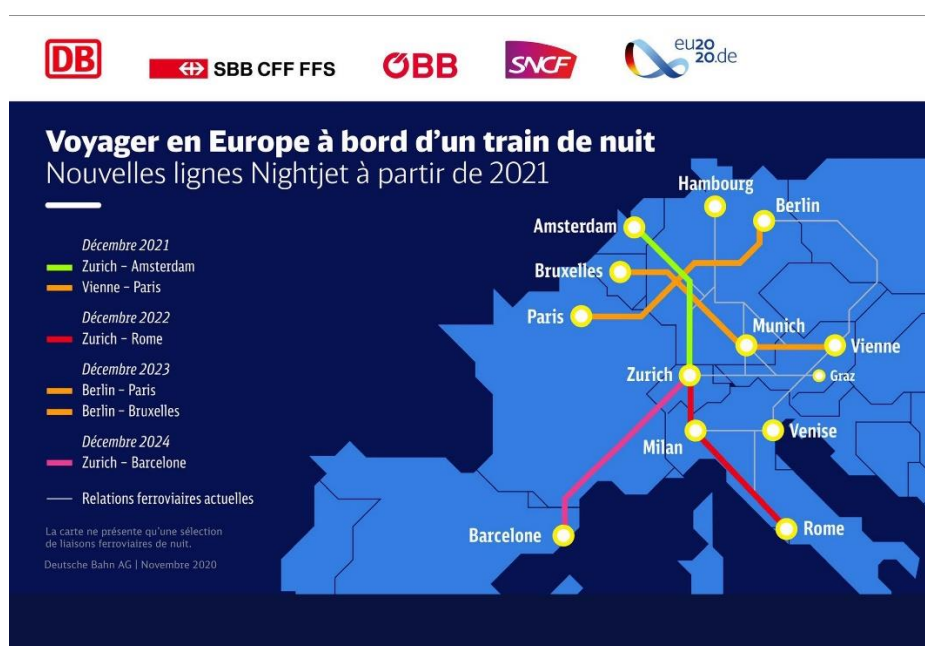 DB
SBB CFF FFS
ÖBB
SNCF
eu20
20.de
Voyager en Europe à bord d'un train de nuit
Nouvelles lignes Nightjet à partir de 2021
Décembre 2021
Zurich – Amsterdam
Vienne – Paris
Décembre 2022
Zurich – Rome
Décembre 2023
Berlin – Paris
Berlin – Bruxelles
Décembre 2024
Zurich – Barcelone
Relations ferroviaires actuelles
La carte ne présente qu'une sélection
de liaisons ferroviaires de nuit.
Deutsche Bahn AG | Novembre 2020
Hambourg
Berlin
Amsterdam
Bruxelles
Paris
Munich
Vienne
Zurich
Graz
Milan
Venise
Barcelone
Rome